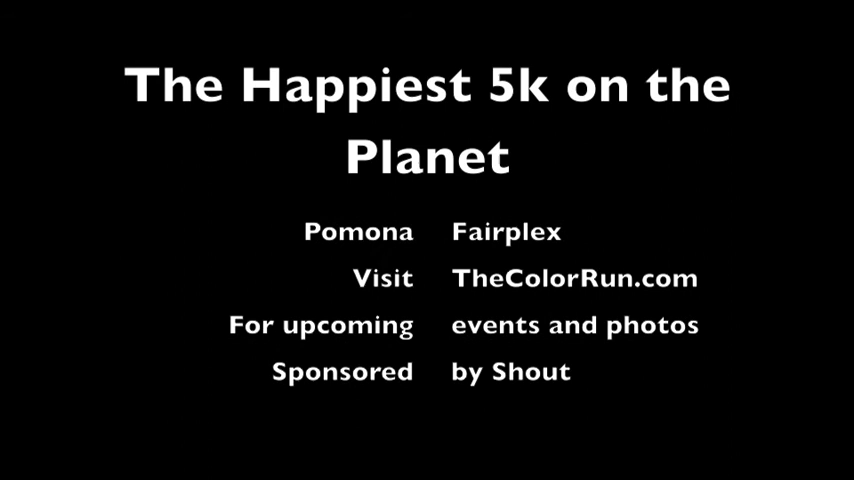 The Happiest 5k on the
Planet
Pomona Fairplex
Visit TheColorRun.com
For upcoming events and photos
Sponsored by Shout